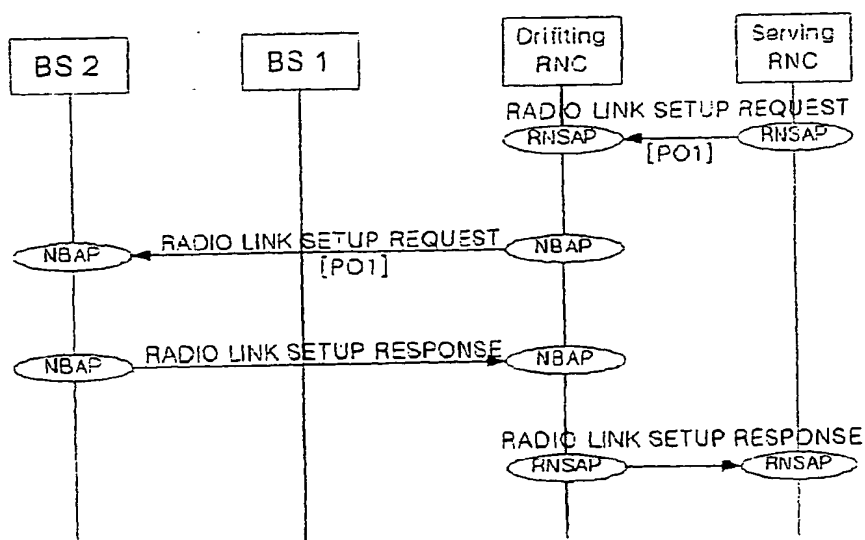 BS 2
BS 1
Drifiting
RNC
Serving
RNC
RADIO LINK SETUP REQUEST
RNSAP
RNSAP
[PO1]
NBAP
RADIO LINK SETUP REQUEST
NBAP
[PO1]
NBAP
RADIO LINK SETUP RESPONSE
NBAP
RADIO LINK SETUP RESPONSE
RNSAP
RNSAP